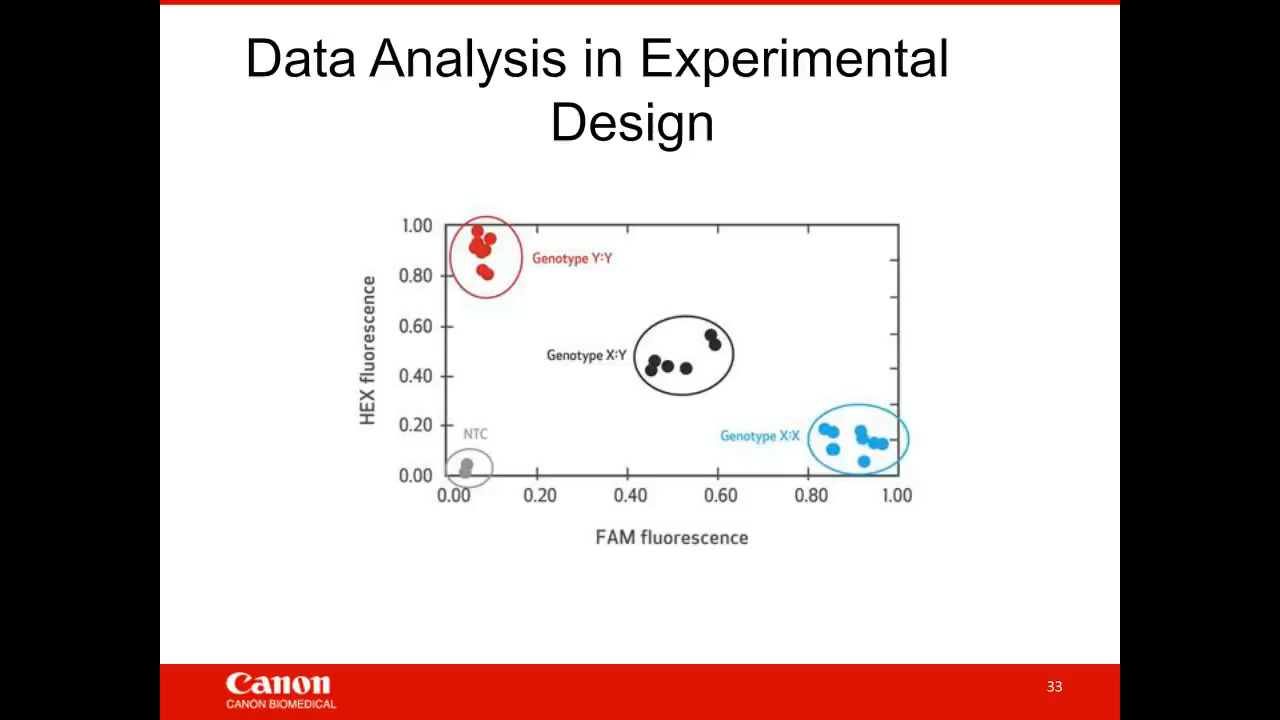 Data Analysis in Experimental
Design
1.00
0.80
0.60
0.40
0.20
0.00
HEX fluorescence
Genotype Y:Y
Genotype X:Y
Genotype X:X
NTC
0.00 0.20 0.40 0.60 0.80 1.00
FAM fluorescence
Canon
CANON BIOMEDICAL
33